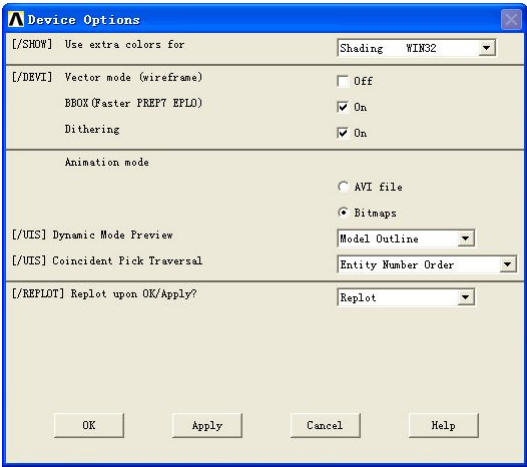 Device Options
[/SHOW] Use extra colors for Shading WIN32
[/DEVI] Vector mode (wireframe) Off
BBOX(Faster PREP7 EPLO) On
Dithering On
Animation mode
AVI file
Bitmaps
[/UIS] Dynamic Mode Preview Model Outline
[/UIS] Coincident Pick Traversal Entity Number Order
[/REPLOT] Replot upon OK/Apply? Replot
OK Apply Cancel Help